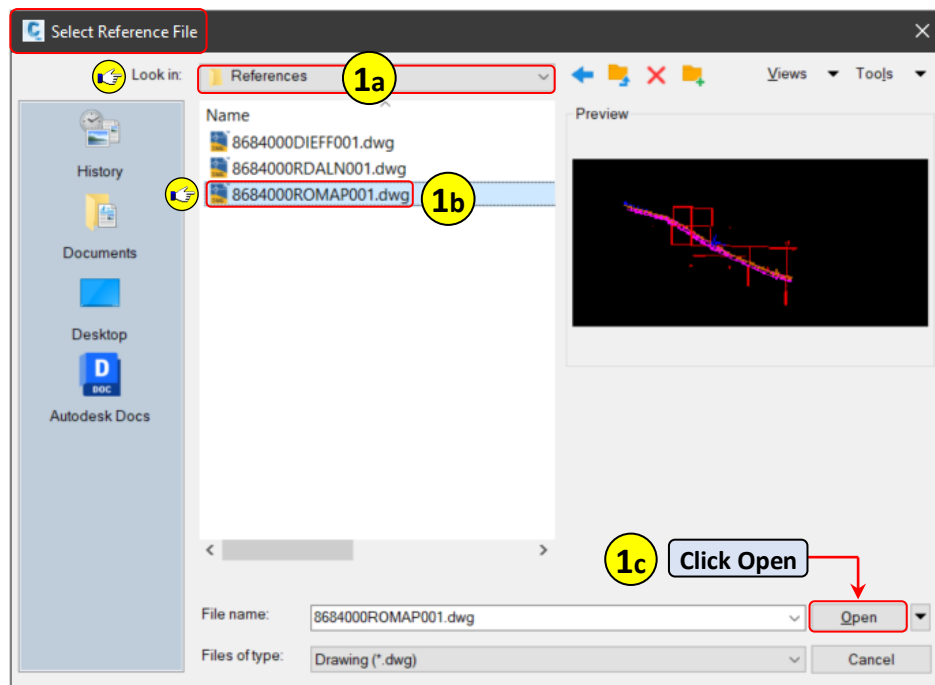 Select Reference File
Look in:
References
1a
Views
Tools
Name
Preview
8684000DIEFF001.dwg
8684000RDALN001.dwg
8684000ROMAP001.dwg
1b
History
Documents
Desktop
D
DOC
Autodesk Docs
1c
Click Open
File name:
8684000ROMAP001.dwg
Open
Files of type:
Drawing (*.dwg)
Cancel